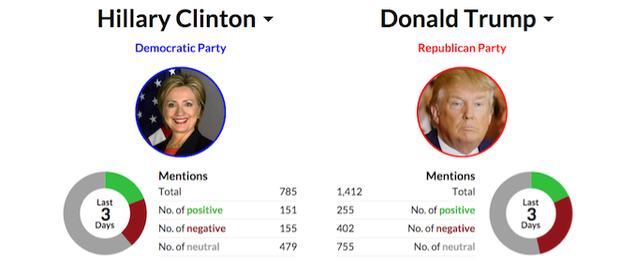 Hillary Clinton
Democratic Party
Donald Trump
Republican Party
Last
3
Days
Mentions
Total 785
No. of positive 151
No. of negative 155
No. of neutral 479
Mentions
1,412 Total
255 No. of positive
402 No. of negative
755 No. of neutral
Last
3
Days